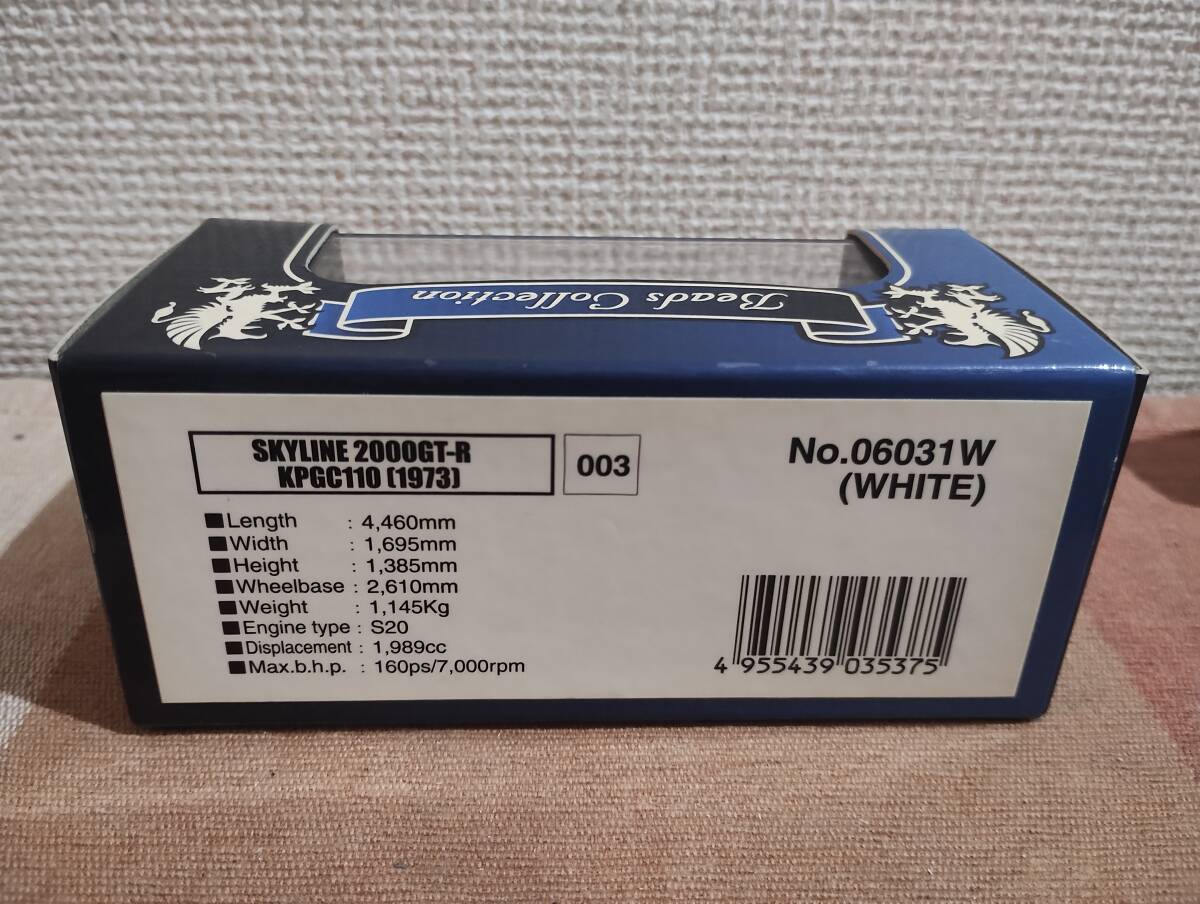 Beads Collection
SKYLINE 2000GT-R
KPGC110 (1973)
003
No.06031W
(WHITE)
■Length : 4,460mm
■Width : 1,695mm
■Height : 1,385mm
■Wheelbase : 2,610mm
■Weight : 1,145Kg
■Engine type : S20
■Displacement : 1,989cc
■Max.b.h.p. : 160ps/7,000rpm
4 955439 035375